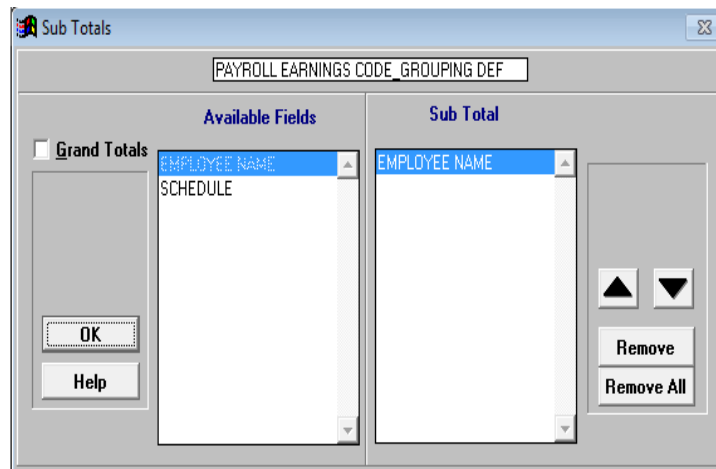 Sub Totals
PAYROLL EARNINGS CODE_GROUPING DEF
Available Fields
Sub Total
Grand Totals
EMPLOYEE NAME
SCHEDULE
EMPLOYEE NAME
OK
Help
Remove
Remove All